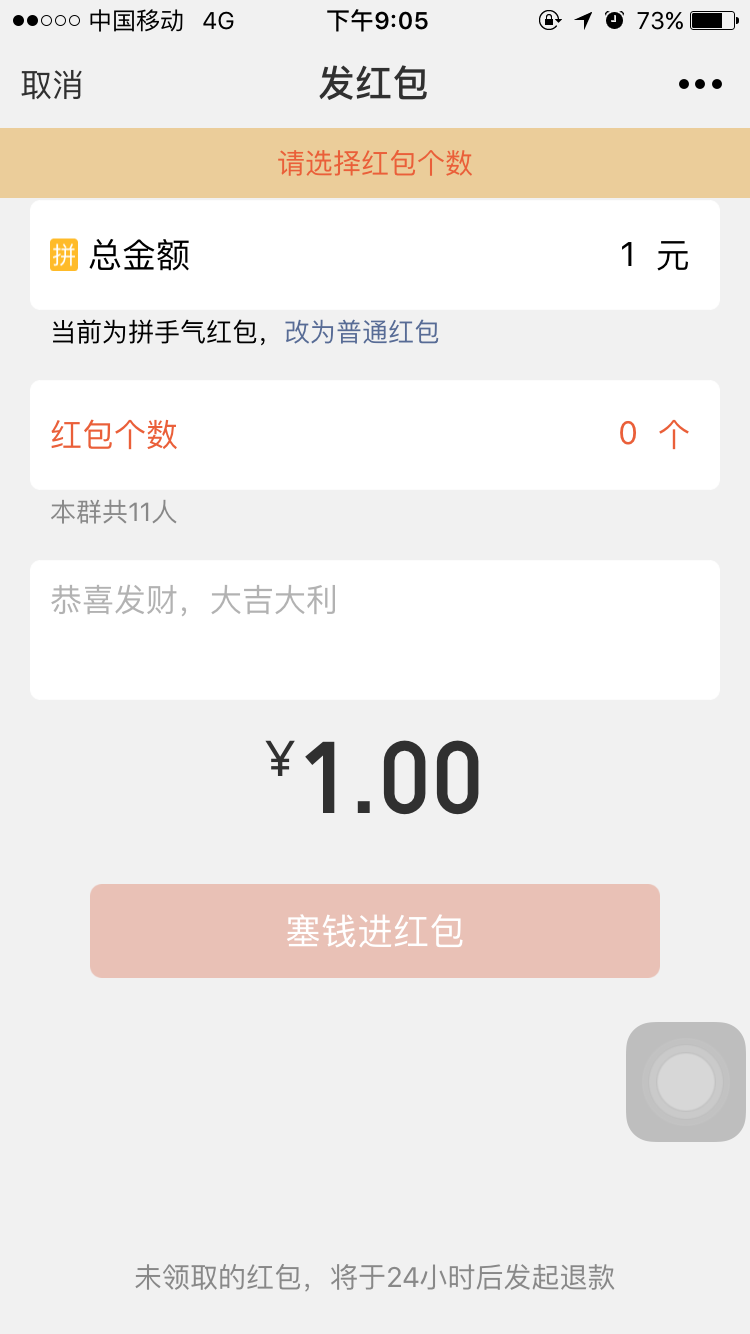 中国移动 4G 下午9:05 73%
取消 发红包
请选择红包个数
拼 总金额 1 元
当前为拼手气红包，改为普通红包
红包个数 0 个
本群共11人
恭喜发财，大吉大利
¥1.00
塞钱进红包
未领取的红包，将于24小时后发起退款